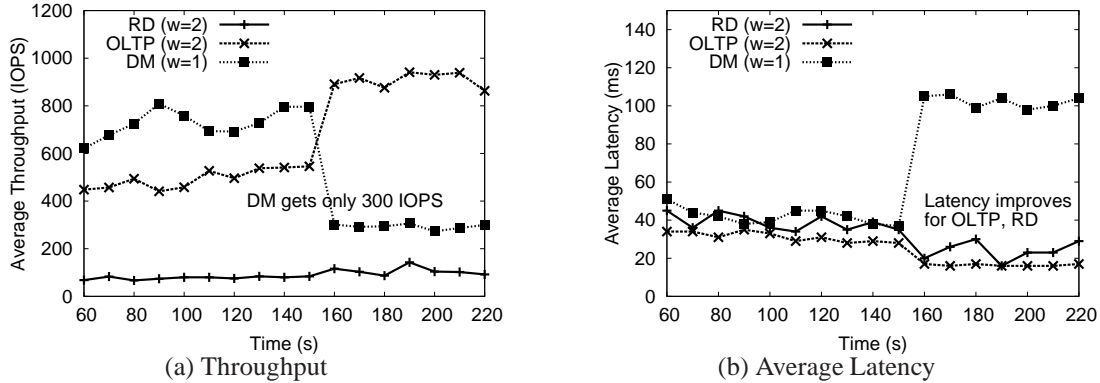 Average Throughput (IOPS)
1200
1000
800
600
400
200
0
RD (w=2)
OLTP (w=2)
DM (w=1)
DM gets only 300 IOPS
60 80 100 120 140 160 180 200 220
Time (s)
(a) Throughput
Average Latency (ms)
140
120
100
80
60
40
20
0
RD (w=2)
OLTP (w=2)
DM (w=1)
Latency improves
for OLTP, RD
60 80 100 120 140 160 180 200 220
Time (s)
(b) Average Latency